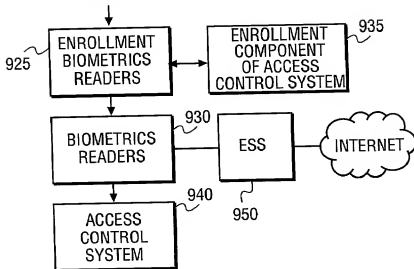 925
ENROLLMENT
BIOMETRICS
READERS
935
ENROLLMENT
COMPONENT
OF ACCESS
CONTROL SYSTEM
930
BIOMETRICS
READERS
ESS
950
INTERNET
940
ACCESS
CONTROL
SYSTEM